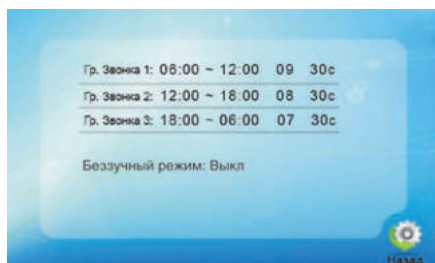 Гр. Звонка 1: 06:00 ~ 12:00 09 30с
Гр. Звонка 2: 12:00 ~ 18:00 08 30с
Гр. Звонка 3: 18:00 ~ 06:00 07 30с
Беззучный режим: Выкл
Назад